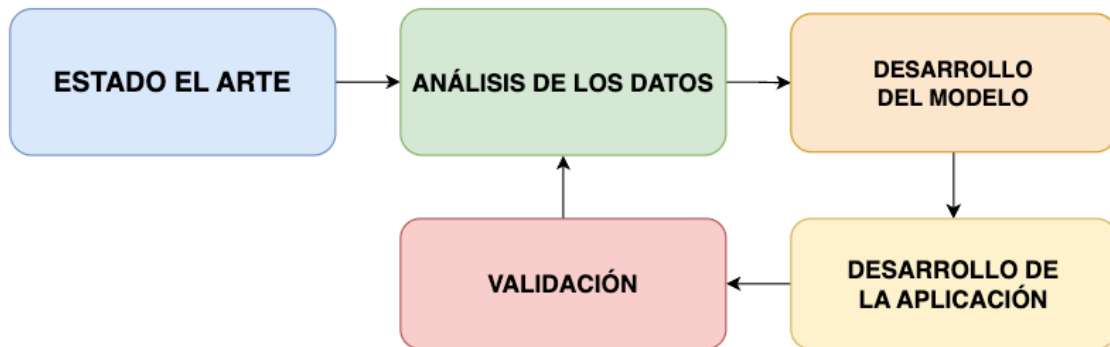 ESTADO EL ARTE
ANÁLISIS DE LOS DATOS
DESARROLLO
DEL MODELO
VALIDACIÓN
DESARROLLO DE
LA APLICACIÓN